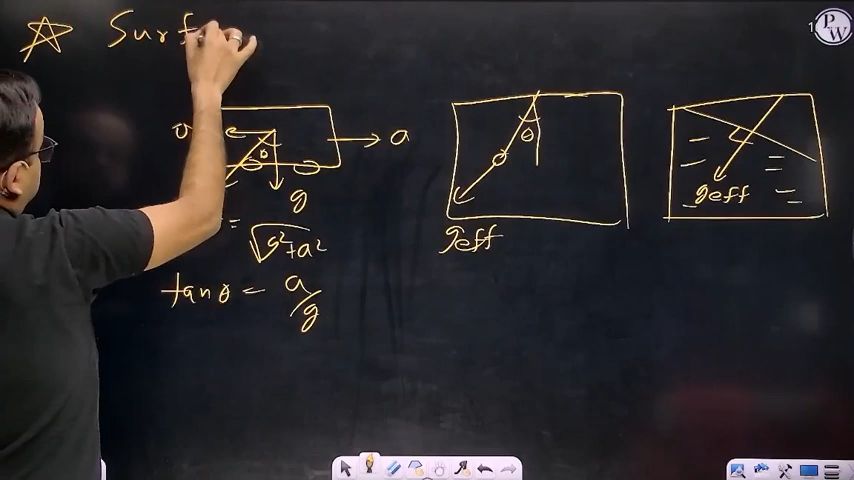 Surf
PW
a
g
θ
= √g²+a²
tanθ = a/g
θ
geff
geff